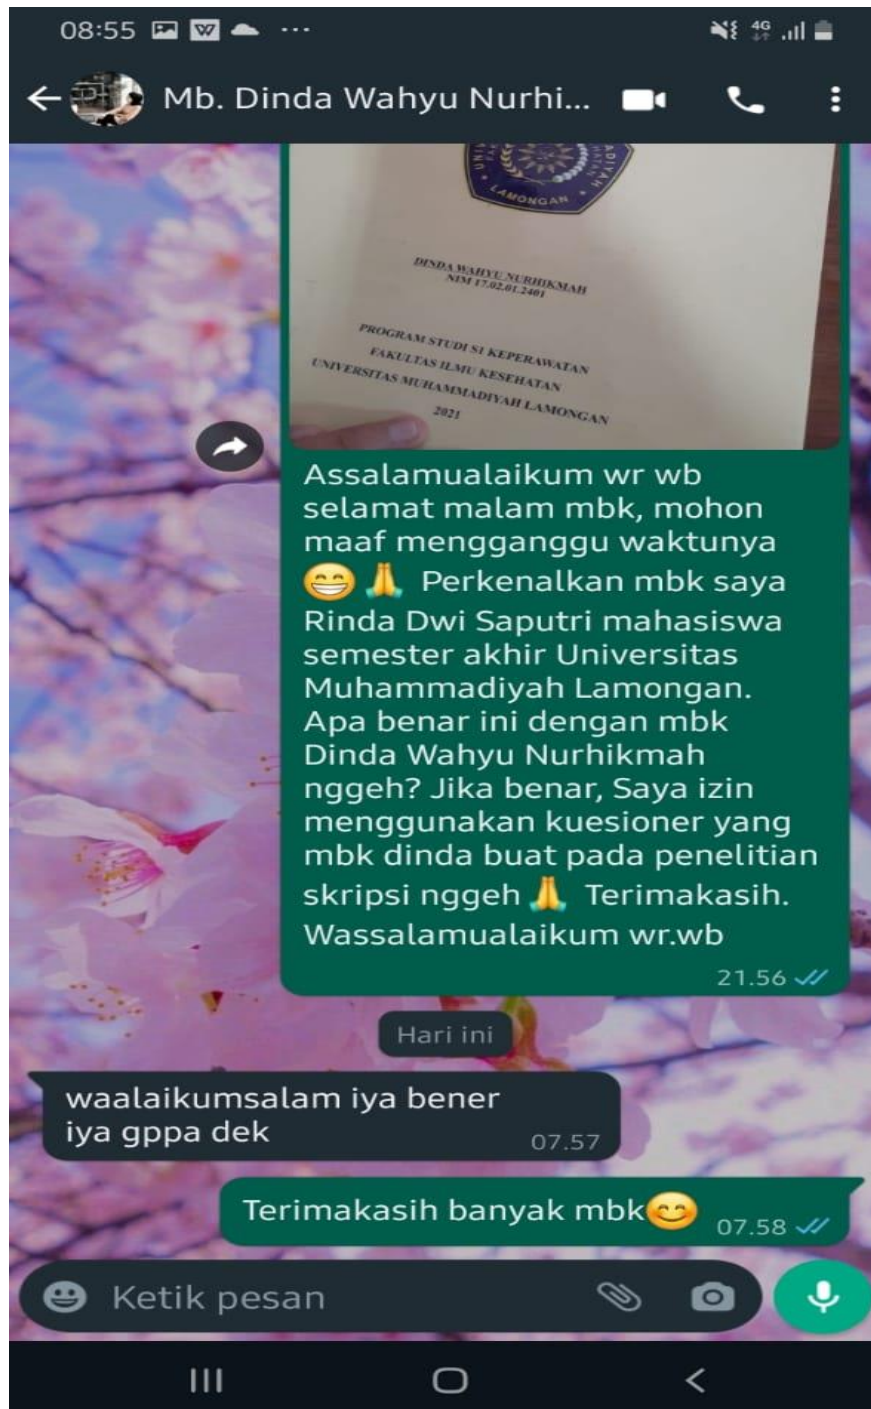 08:55
4G
Mb. Dinda Wahyu Nurhi...
LAMONGAN
DINDA WAHYU NURHIKMAH
NIM 17.02.01.2401
PROGRAM STUDI S1 KEPERAWATAN
FAKULTAS ILMU KESEHATAN
UNIVERSITAS MUHAMMADIYAH LAMONGAN
2021
Assalamualaikum wr wb
selamat malam mbk, mohon
maaf mengganggu waktunya
😁🙏 Perkenalkan mbk saya
Rinda Dwi Saputri mahasiswa
semester akhir Universitas
Muhammadiyah Lamongan.
Apa benar ini dengan mbk
Dinda Wahyu Nurhikmah
nggeh? Jika benar, Saya izin
menggunakan kuesioner yang
mbk dinda buat pada penelitian
skripsi nggeh 🙏 Terimakasih.
Wassalamualaikum wr.wb
21.56
Hari ini
waalaikumsalam iya bener
iya gppa dek
07.57
Terimakasih banyak mbk😊
07.58
Ketik pesan